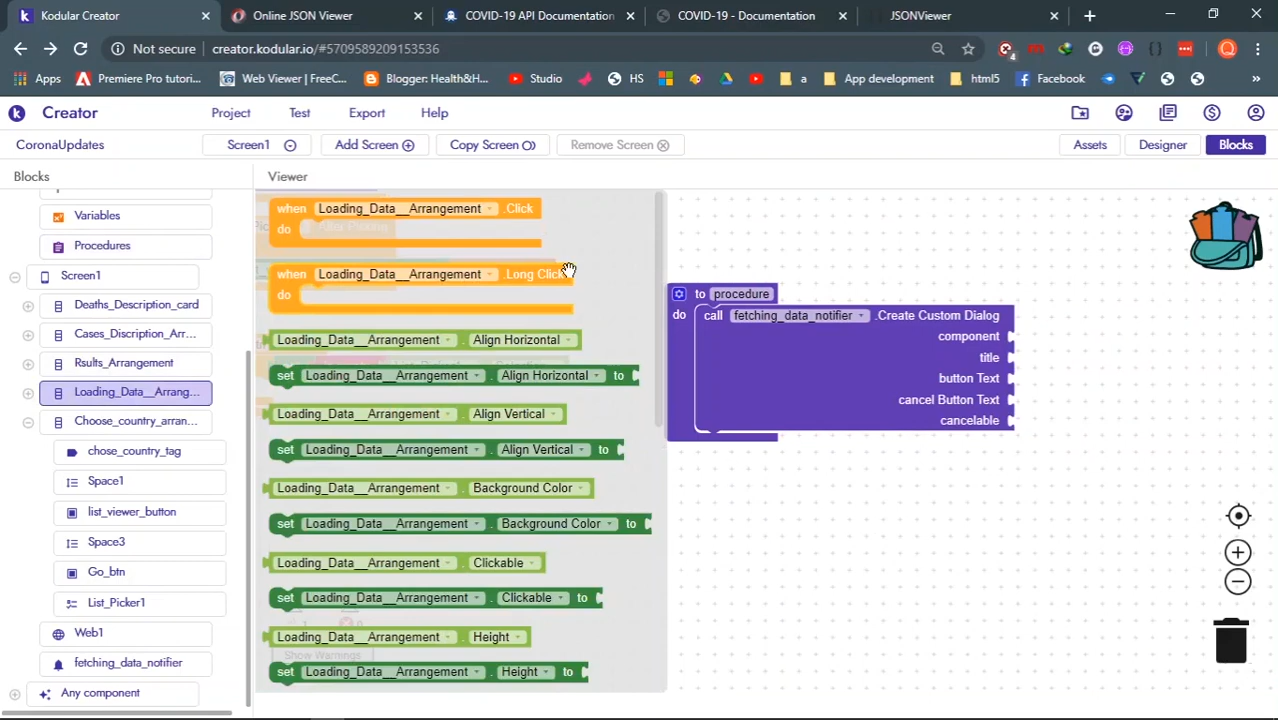 Kodular Creator
Online JSON Viewer
COVID-19 API Documentation
COVID-19 - Documentation
JSONViewer
Not secure
creator.kodular.io/#5709589209153536
4
Apps
Premiere Pro tutori...
Web Viewer | FreeC...
Blogger: Health&H...
Studio
HS
a
App development
html5
Facebook
»
Creator
Project
Test
Export
Help
CoronaUpdates
Screen1
Add Screen
Copy Screen
Remove Screen
Assets
Designer
Blocks
Blocks
Viewer
Variables
Procedures
Screen1
Deaths_Description_card
Cases_Discription_Arr...
Rsults_Arrangement
Loading_Data__Arrang...
Choose_country_arran...
chose_country_tag
Space1
list_viewer_button
Space3
Go_btn
List_Picker1
Web1
fetching_data_notifier
Any component
when Loading_Data__Arrangement .Click
do
After Picking
when Loading_Data__Arrangement .Long Click
do
Loading_Data__Arrangement . Align Horizontal
set Loading_Data__Arrangement . Align Horizontal to
Loading_Data__Arrangement . Align Vertical
set Loading_Data__Arrangement . Align Vertical to
Loading_Data__Arrangement . Background Color
set Loading_Data__Arrangement . Background Color to
Loading_Data__Arrangement . Clickable
set Loading_Data__Arrangement . Clickable to
Loading_Data__Arrangement . Height
Show Warnings
set Loading_Data__Arrangement . Height to
to procedure
do call fetching_data_notifier .Create Custom Dialog
component
title
button Text
cancel Button Text
cancelable